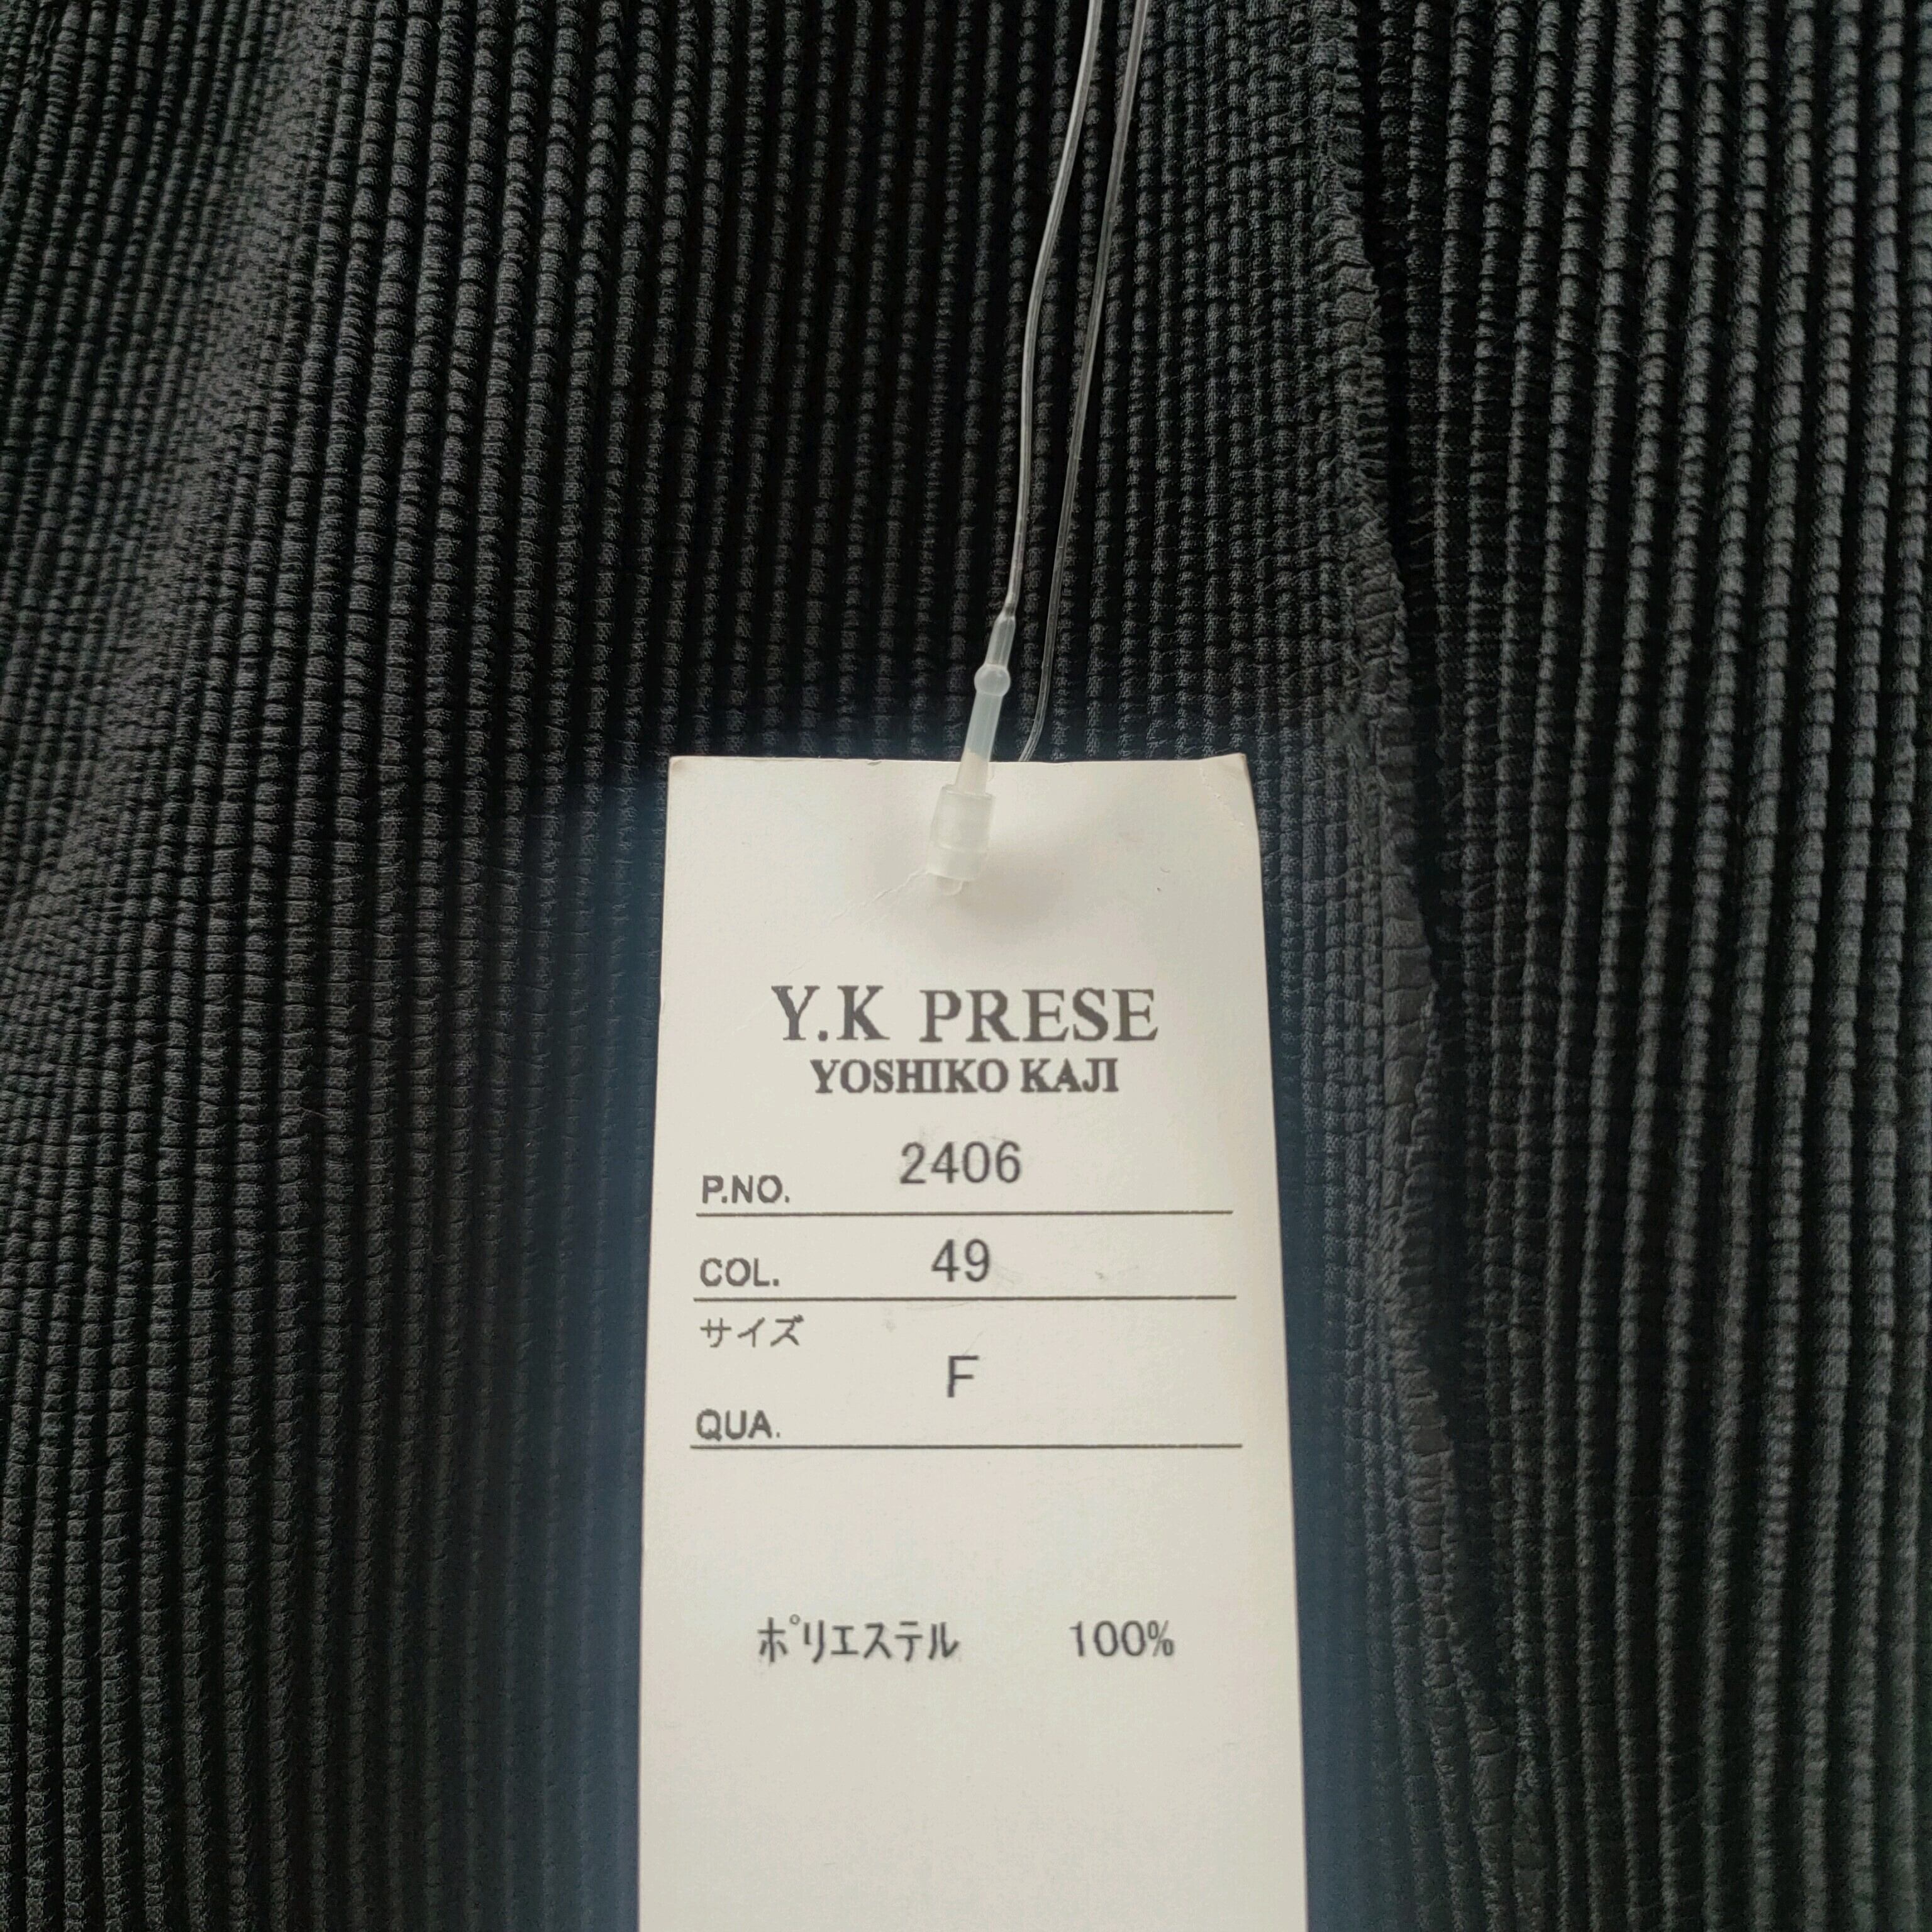 Y.K PRESE
YOSHIKO KAJI
P.NO. 2406
COL. 49
サイズ
F
QUA.
ポリエステル 100%